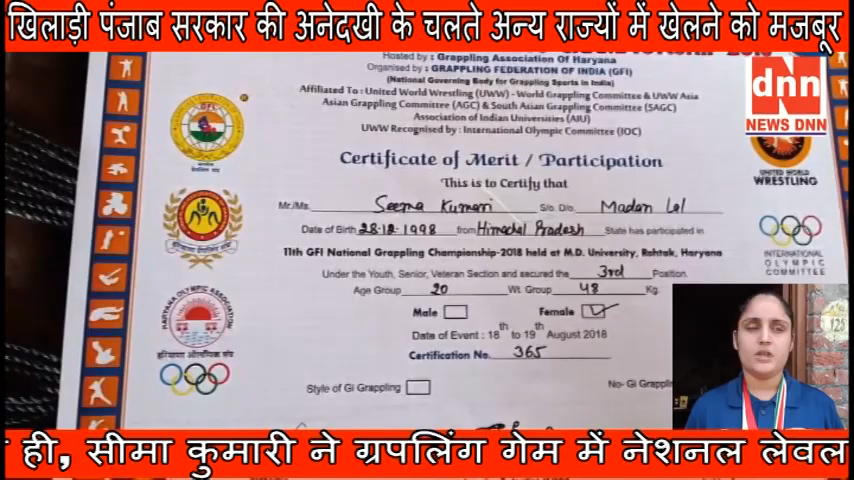 खिलाड़ी पंजाब सरकार की अनेदखी के चलते अन्य राज्यों में खेलने को मजबूर
dnn
NEWS DNN
Hosted by : Grappling Association Of Haryana
Organised by : GRAPPLING FEDERATION OF INDIA (GFI)
(National Governing Body for Grappling Sports in India)
Affiliated To : United World Wrestling (UWW) - World Grappling Committee & UWW Asia
Asian Grappling Committee (AGC) & South Asian Grappling Committee (SAGC)
Association of Indian Universities (AIU)
UWW Recognised by : International Olympic Committee (IOC)
UNITED WORLD
WRESTLING
Certificate of Merit / Participation
This is to Certify that
Mr./Ms. Seema Kumari S/o. D/o. Madan Lal
Date of Birth 28.12.1998 from Himachal Pradesh State has participated in
11th GFI National Grappling Championship-2018 held at M.D. University, Rohtak, Haryana
Under the Youth, Senior, Veteran Section and secured the 3rd Position.
Age Group 20 Wt. Group 48 Kg.
Male Female
Date of Event : 18th to 19th August 2018
Certification No. 365
Style of Gi Grappling No- Gi Grappli
INTERNATIONAL
OLYMPIC
COMMITTEE
GFI
HARYANA OLYMPIC ASSOCIATION
हरियाणा ओलम्पिक संघ
125
ही, सीमा कुमारी ने ग्रपलिंग गेम में नेशनल लेवल